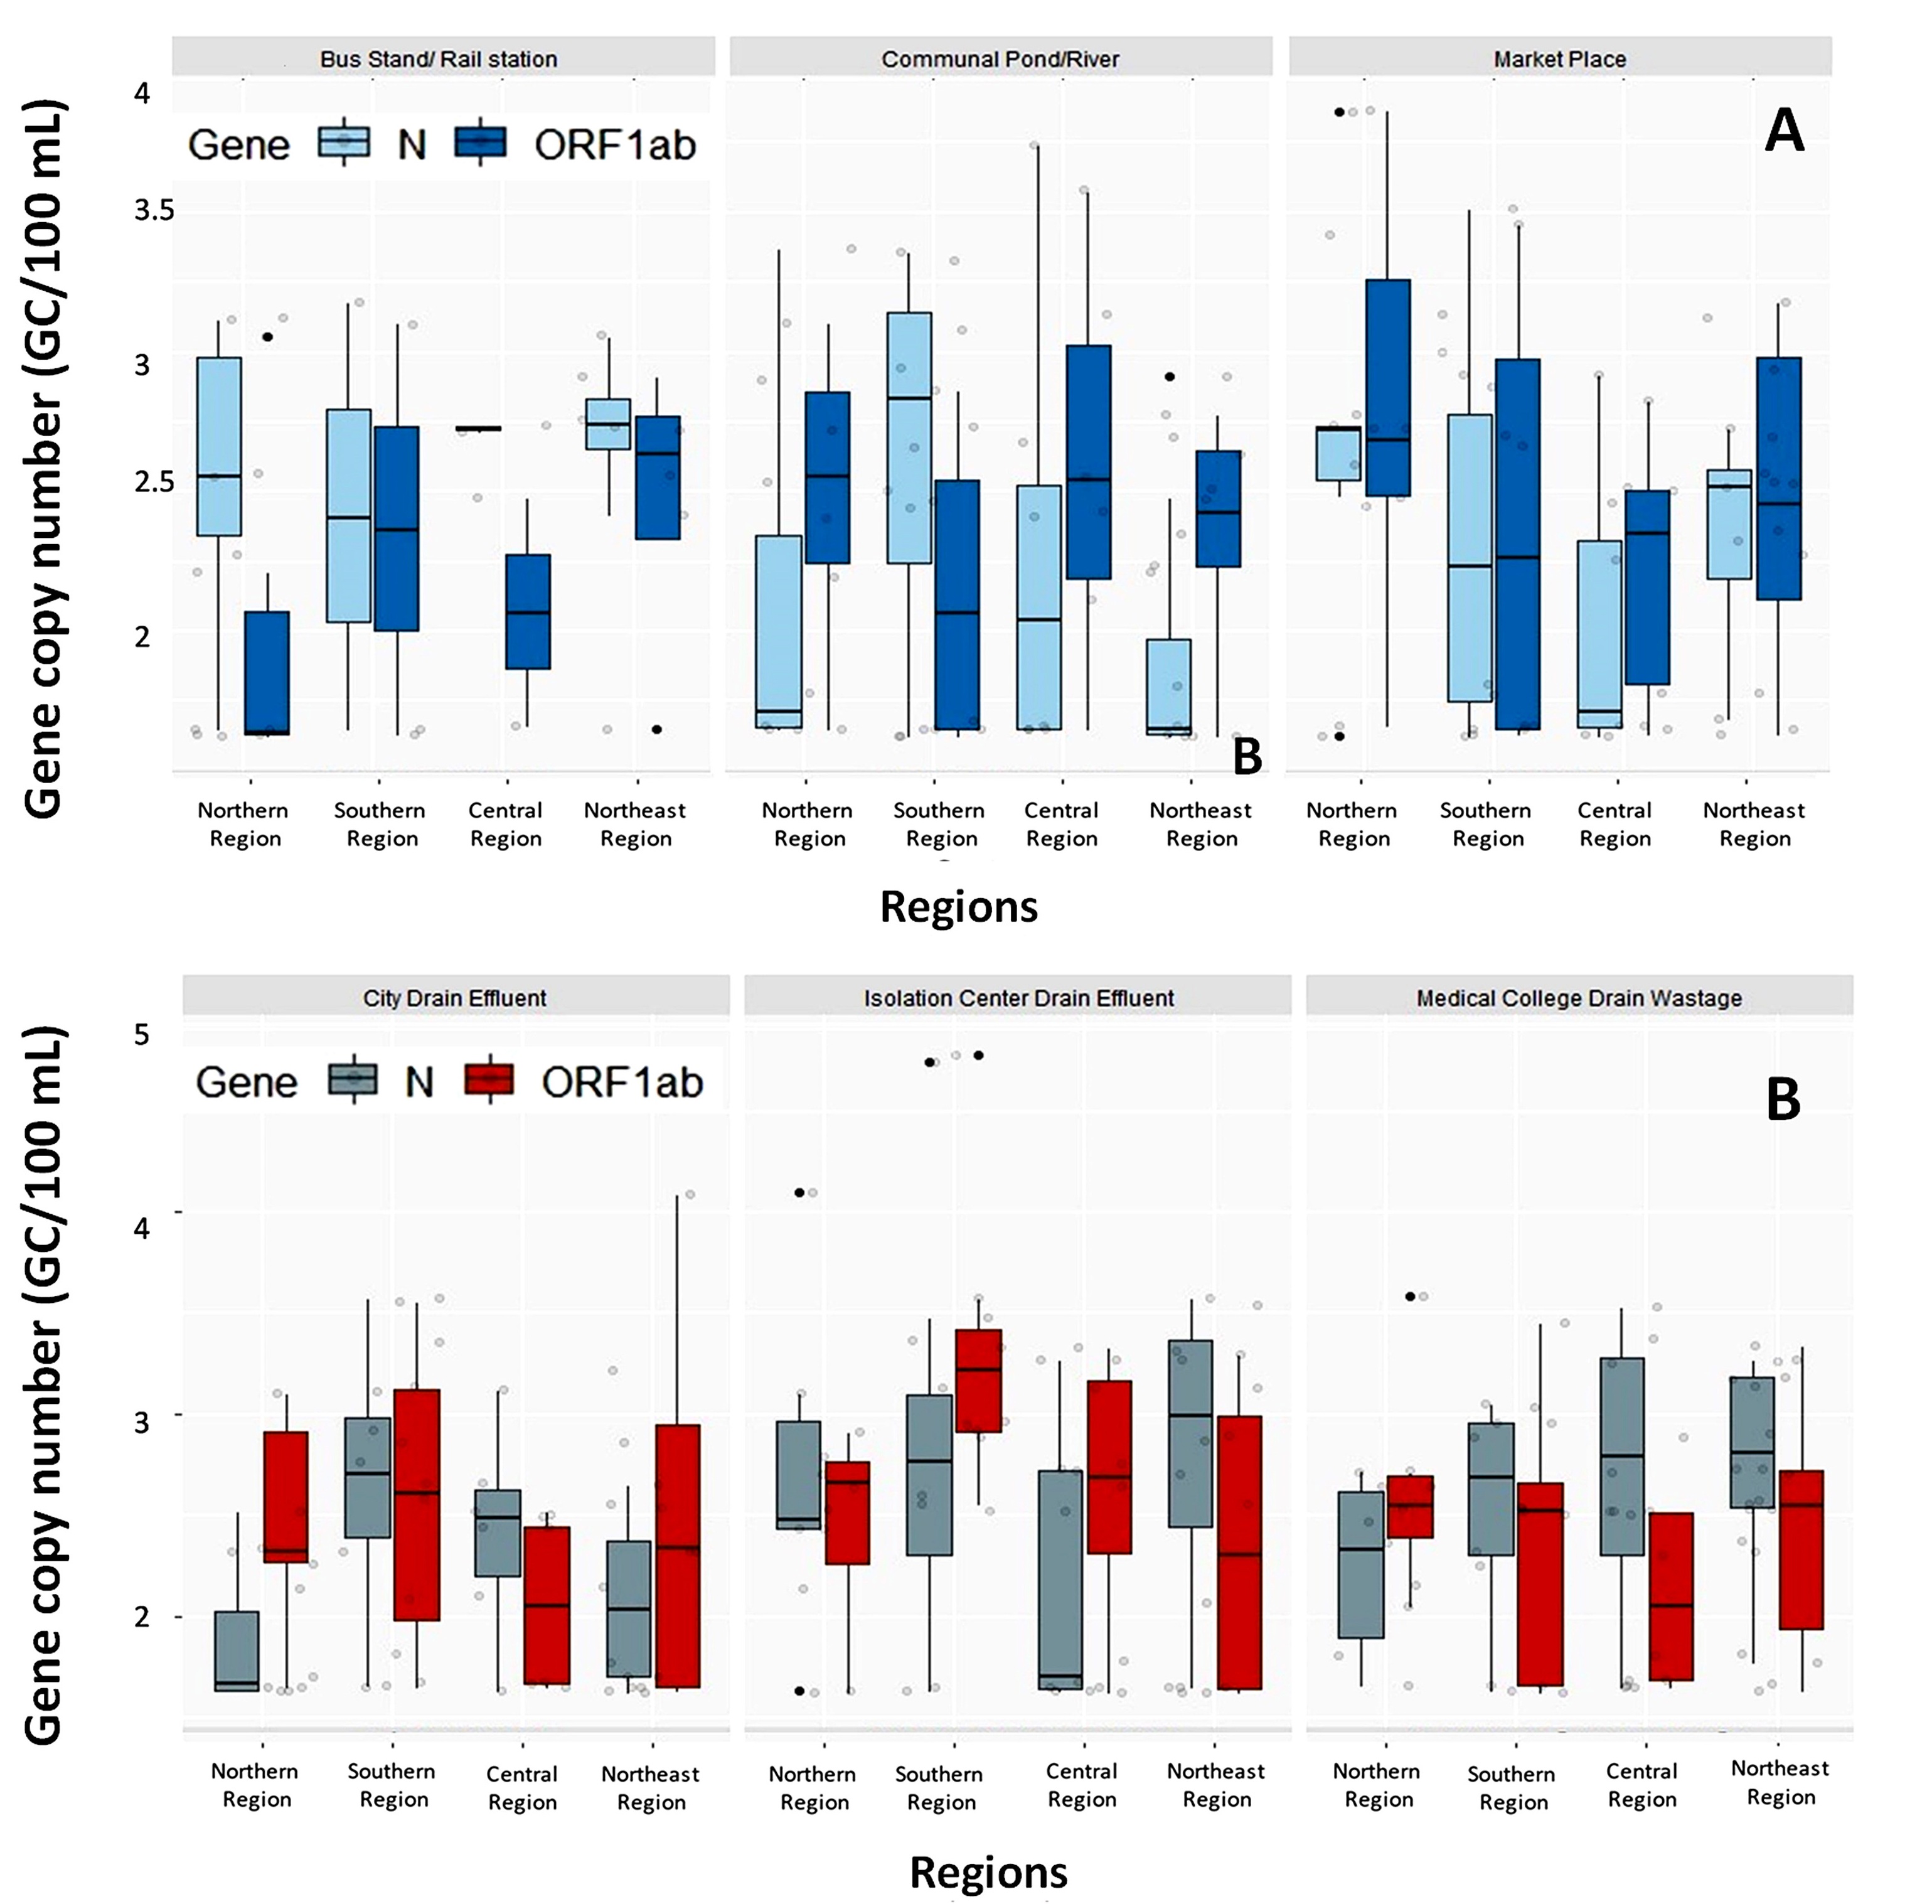 Bus Stand/ Rail station
Communal Pond/River
Market Place
Gene copy number (GC/100 mL)
4
3.5
3
2.5
2
Gene N ORF1ab
A
B
Northern Region
Southern Region
Central Region
Northeast Region
Northern Region
Southern Region
Central Region
Northeast Region
Northern Region
Southern Region
Central Region
Northeast Region
Regions
City Drain Effluent
Isolation Center Drain Effluent
Medical College Drain Wastage
Gene copy number (GC/100 mL)
5
4
3
2
Gene N ORF1ab
B
Northern Region
Southern Region
Central Region
Northeast Region
Northern Region
Southern Region
Central Region
Northeast Region
Northern Region
Southern Region
Central Region
Northeast Region
Regions